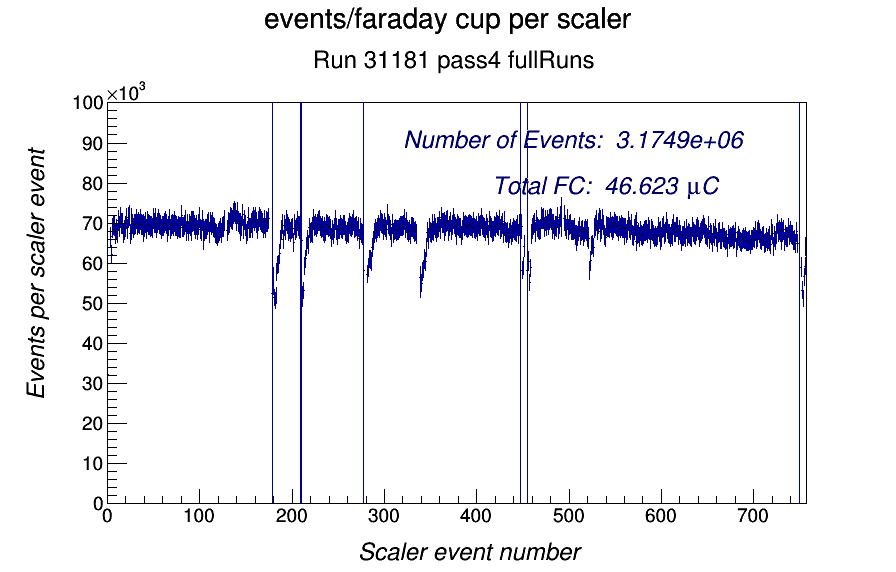 events/faraday cup per scaler
Run 31181 pass4 fullRuns
×10³
100
90
80
70
60
50
40
30
20
10
0
Events per scaler event
Number of Events: 3.1749e+06
Total FC: 46.623 μC
0 100 200 300 400 500 600 700
Scaler event number